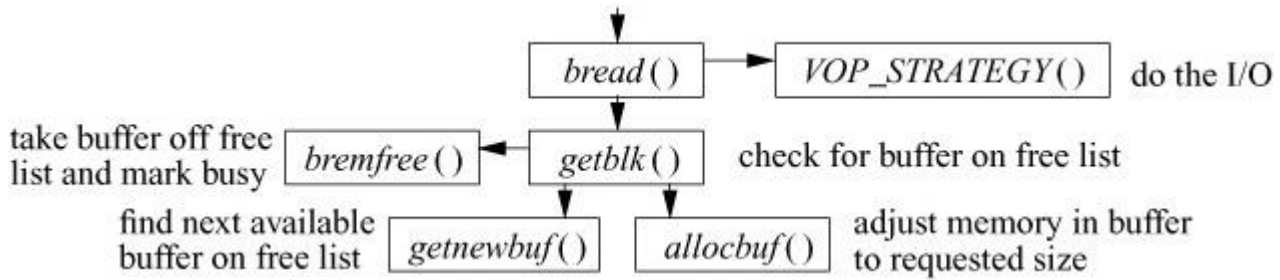 bread() VOP_STRATEGY() do the I/O
take buffer off free
list and mark busy
bremfree() getblk() check for buffer on free list
find next available
buffer on free list
getnewbuf() allocbuf()
adjust memory in buffer
to requested size